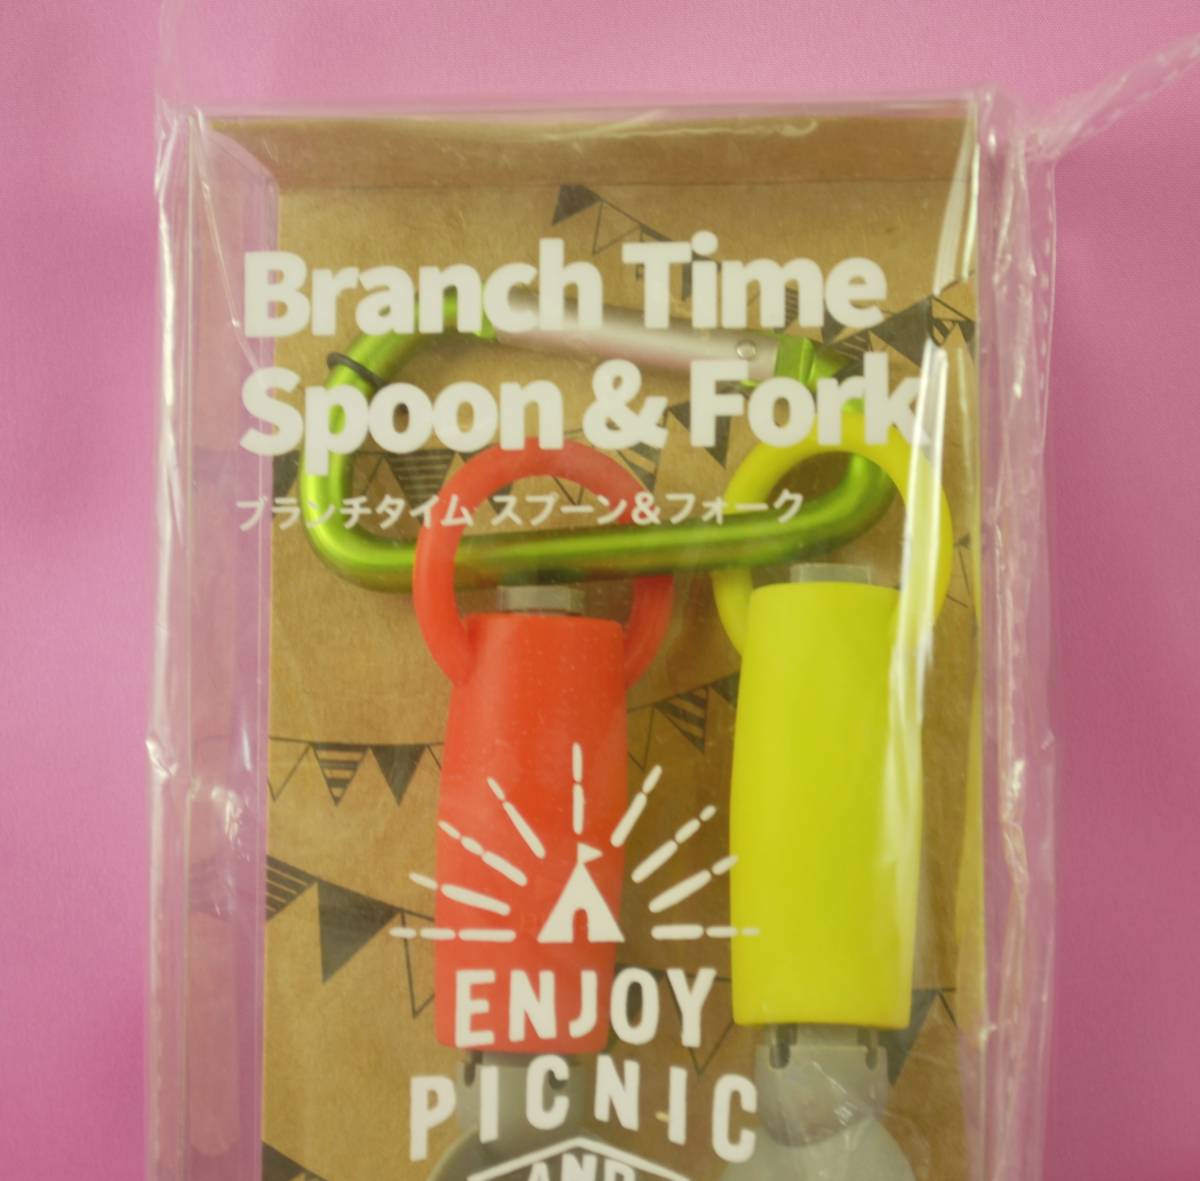 Branch Time
Spoon & Fork
ブランチタイム スプーン&フォーク
ENJOY
PICNIC
AND